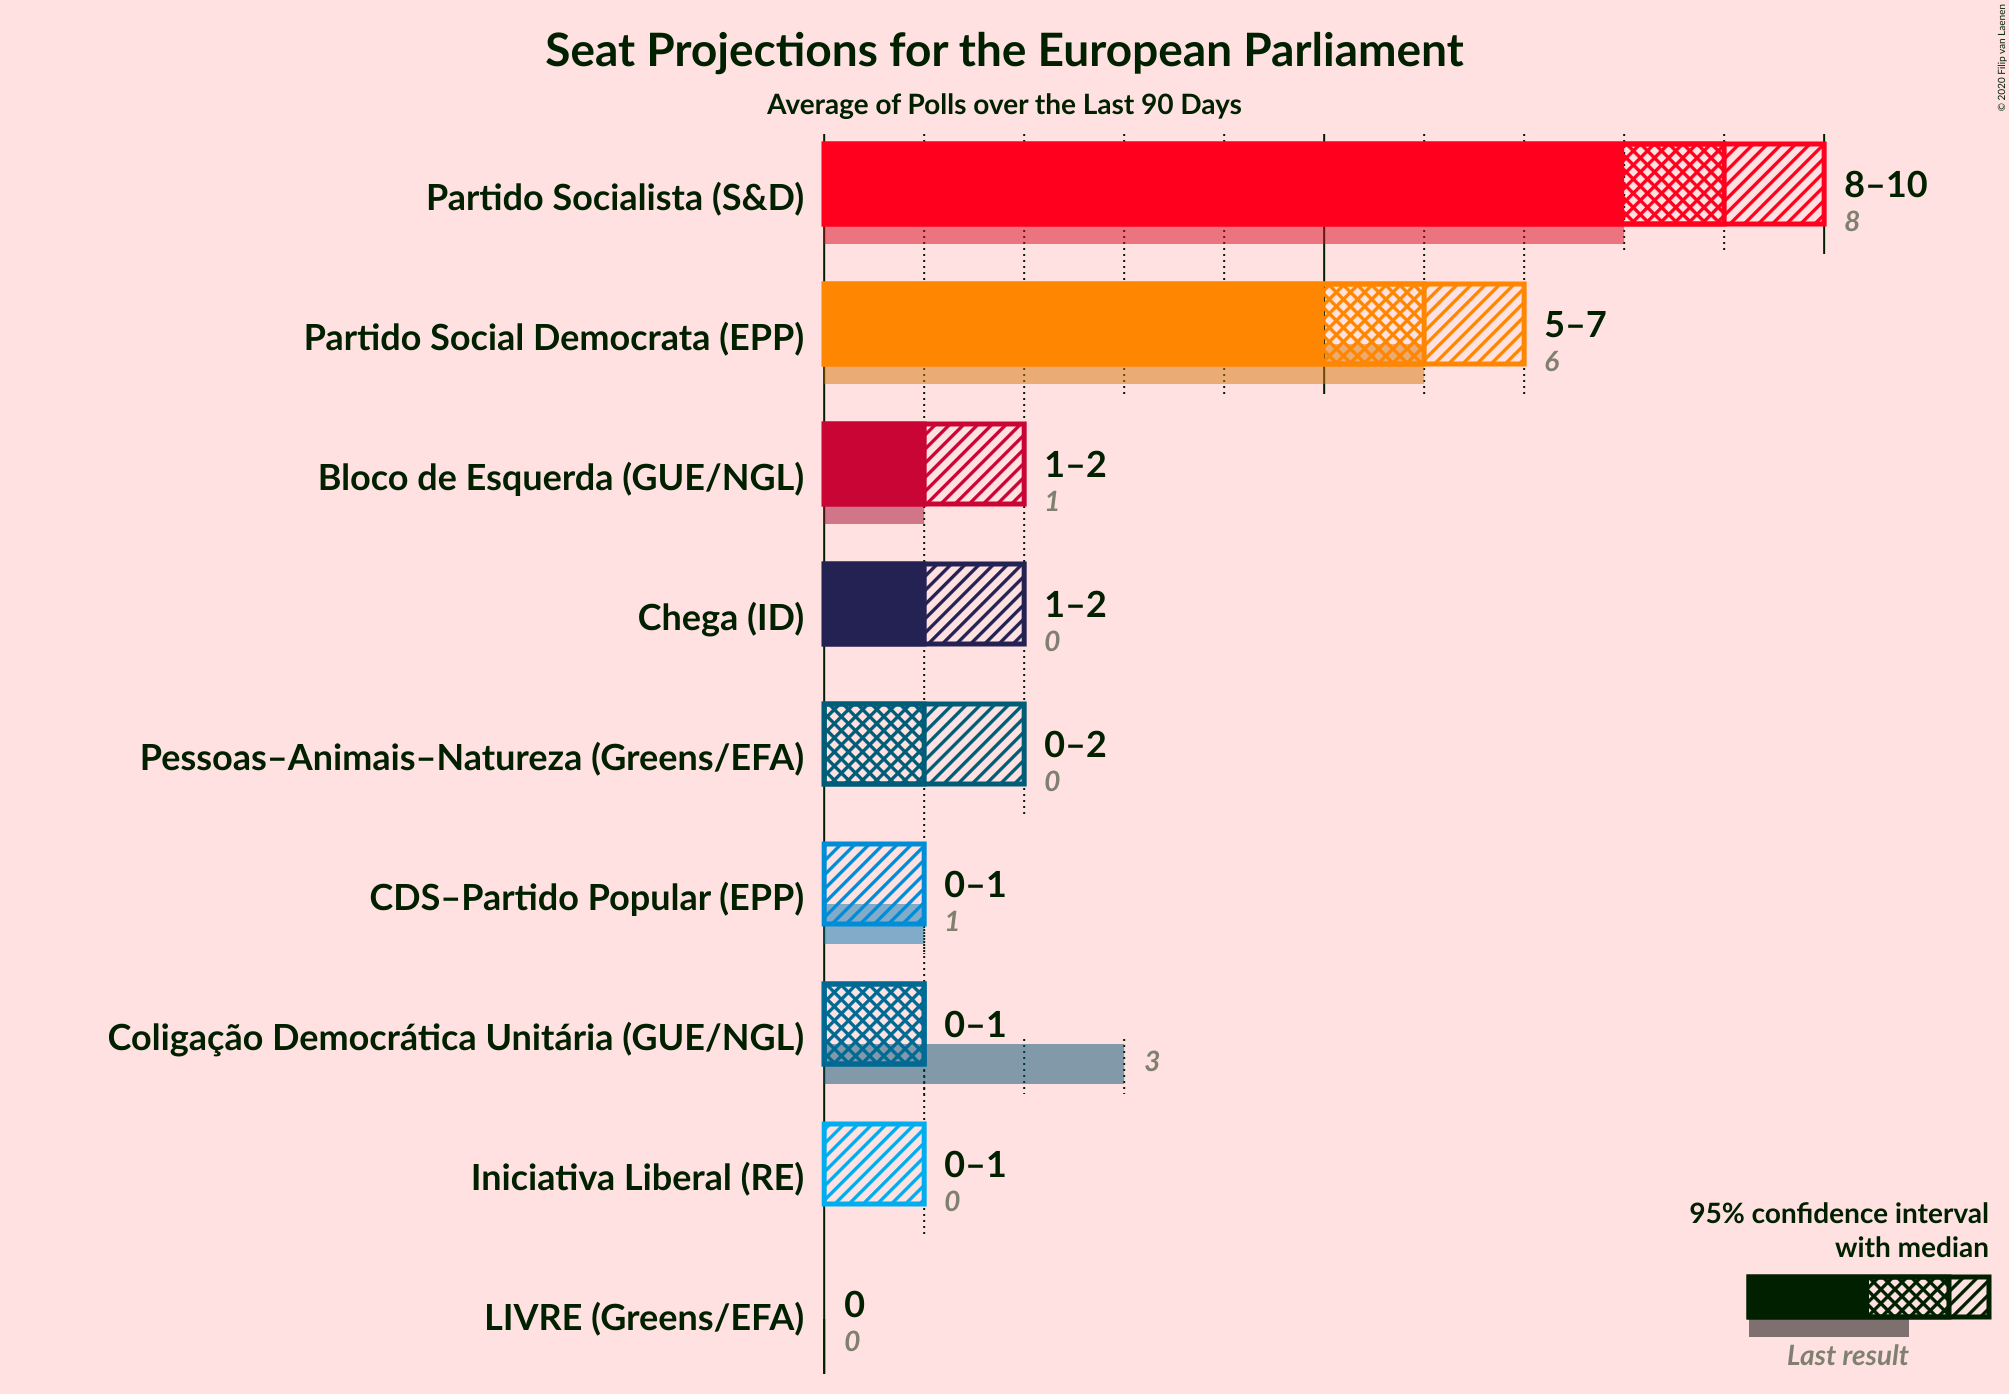 Seat Projections for the European Parliament
Average of Polls over the Last 90 Days
© 2020 Filip van Laenen
Partido Socialista (S&D)
8–10
8
Partido Social Democrata (EPP)
5–7
6
Bloco de Esquerda (GUE/NGL)
1–2
1
Chega (ID)
1–2
0
Pessoas–Animais–Natureza (Greens/EFA)
0–2
0
CDS–Partido Popular (EPP)
0–1
1
Coligação Democrática Unitária (GUE/NGL)
0–1
3
Iniciativa Liberal (RE)
0–1
0
LIVRE (Greens/EFA)
0
0
95% confidence interval
with median
Last result